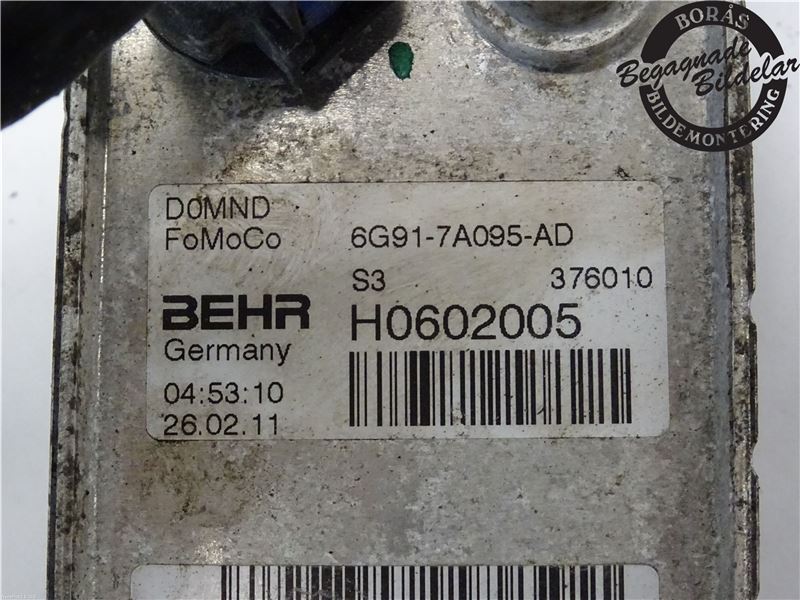 BORÅS
Begagnade
Bildelar
BILDEMONTERING
D0MND
FoMoCo 6G91-7A095-AD
S3 376010
BEHR H0602005
Germany
04:53:10
26.02.11